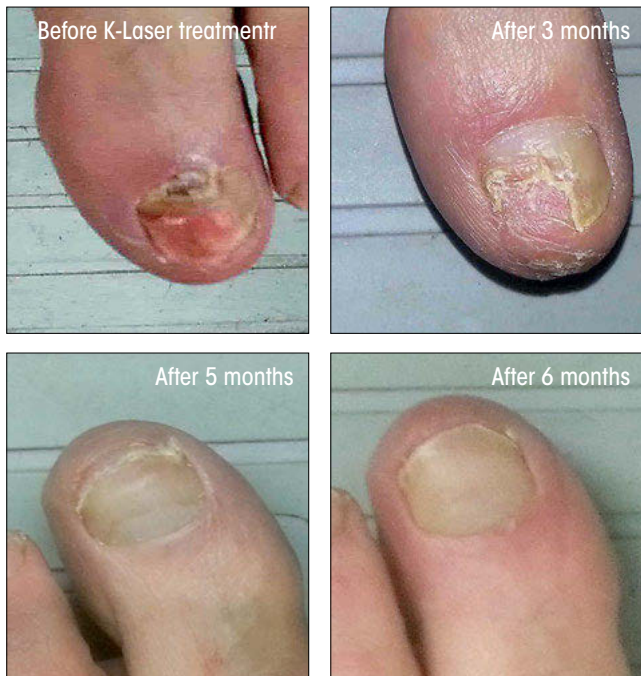 Before K-Laser treatmentr
After 3 months
After 5 months
After 6 months